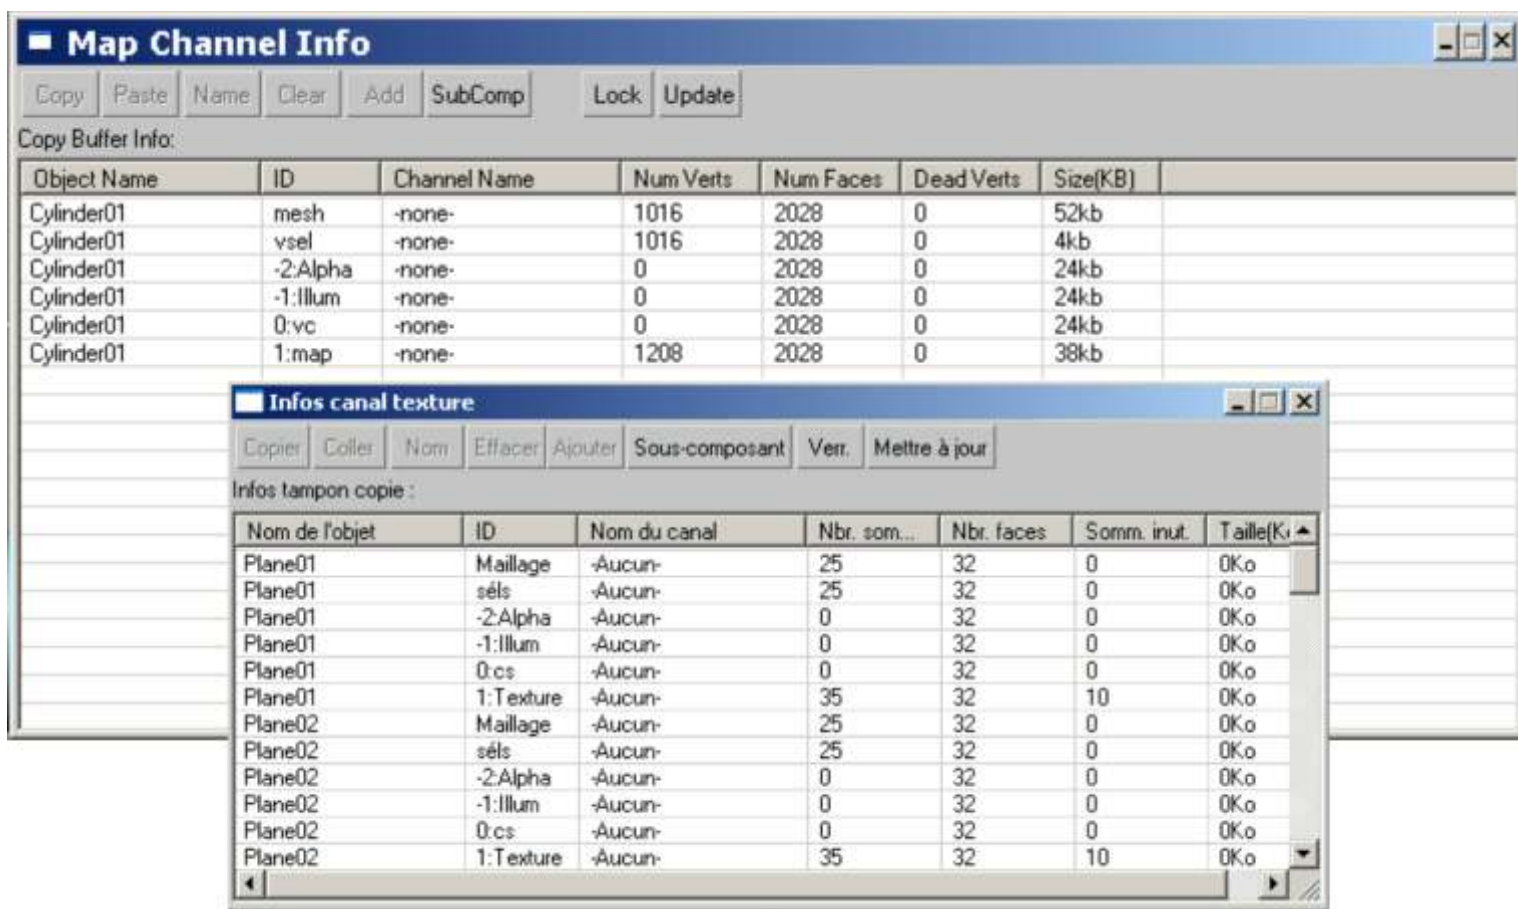 Map Channel Info
Copy Paste Name Clear Add SubComp Lock Update
Copy Buffer Info:
Object Name ID Channel Name Num Verts Num Faces Dead Verts Size(KB)
Cylinder01 mesh -none- 1016 2028 0 52kb
Cylinder01 vsel -none- 1016 2028 0 4kb
Cylinder01 -2:Alpha -none- 0 2028 0 24kb
Cylinder01 -1:Illum -none- 0 2028 0 24kb
Cylinder01 0:vc -none- 0 2028 0 24kb
Cylinder01 1:map -none- 1208 2028 0 38kb
Infos canal texture
Copier Coller Nom Effacer Ajouter Sous-composant Verr. Mettre à jour
Infos tampon copie :
Nom de l'objet ID Nom du canal Nbr. som... Nbr. faces Somm. inut. Taille(K
Plane01 Maillage -Aucun- 25 32 0 0Ko
Plane01 séls -Aucun- 25 32 0 0Ko
Plane01 -2:Alpha -Aucun- 0 32 0 0Ko
Plane01 -1:Illum -Aucun- 0 32 0 0Ko
Plane01 0:cs -Aucun- 0 32 0 0Ko
Plane01 1:Texture -Aucun- 35 32 10 0Ko
Plane02 Maillage -Aucun- 25 32 0 0Ko
Plane02 séls -Aucun- 25 32 0 0Ko
Plane02 -2:Alpha -Aucun- 0 32 0 0Ko
Plane02 -1:Illum -Aucun- 0 32 0 0Ko
Plane02 0:cs -Aucun- 0 32 0 0Ko
Plane02 1:Texture -Aucun- 35 32 10 0Ko